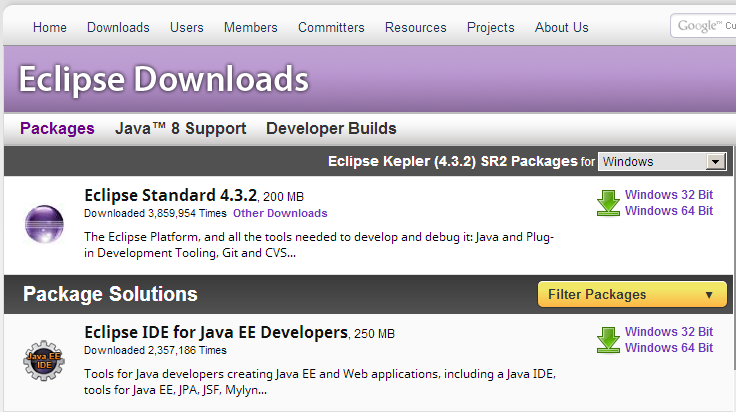 Home Downloads Users Members Committers Resources Projects About Us Google™ Cu
Eclipse Downloads
Packages Java™ 8 Support Developer Builds
Eclipse Kepler (4.3.2) SR2 Packages for Windows
Eclipse Standard 4.3.2, 200 MB
Downloaded 3,859,954 Times Other Downloads
The Eclipse Platform, and all the tools needed to develop and debug it: Java and Plug-
in Development Tooling, Git and CVS...
Windows 32 Bit
Windows 64 Bit
Package Solutions Filter Packages
Java EE
IDE
Eclipse IDE for Java EE Developers, 250 MB
Downloaded 2,357,186 Times
Tools for Java developers creating Java EE and Web applications, including a Java IDE,
tools for Java EE, JPA, JSF, Mylyn...
Windows 32 Bit
Windows 64 Bit